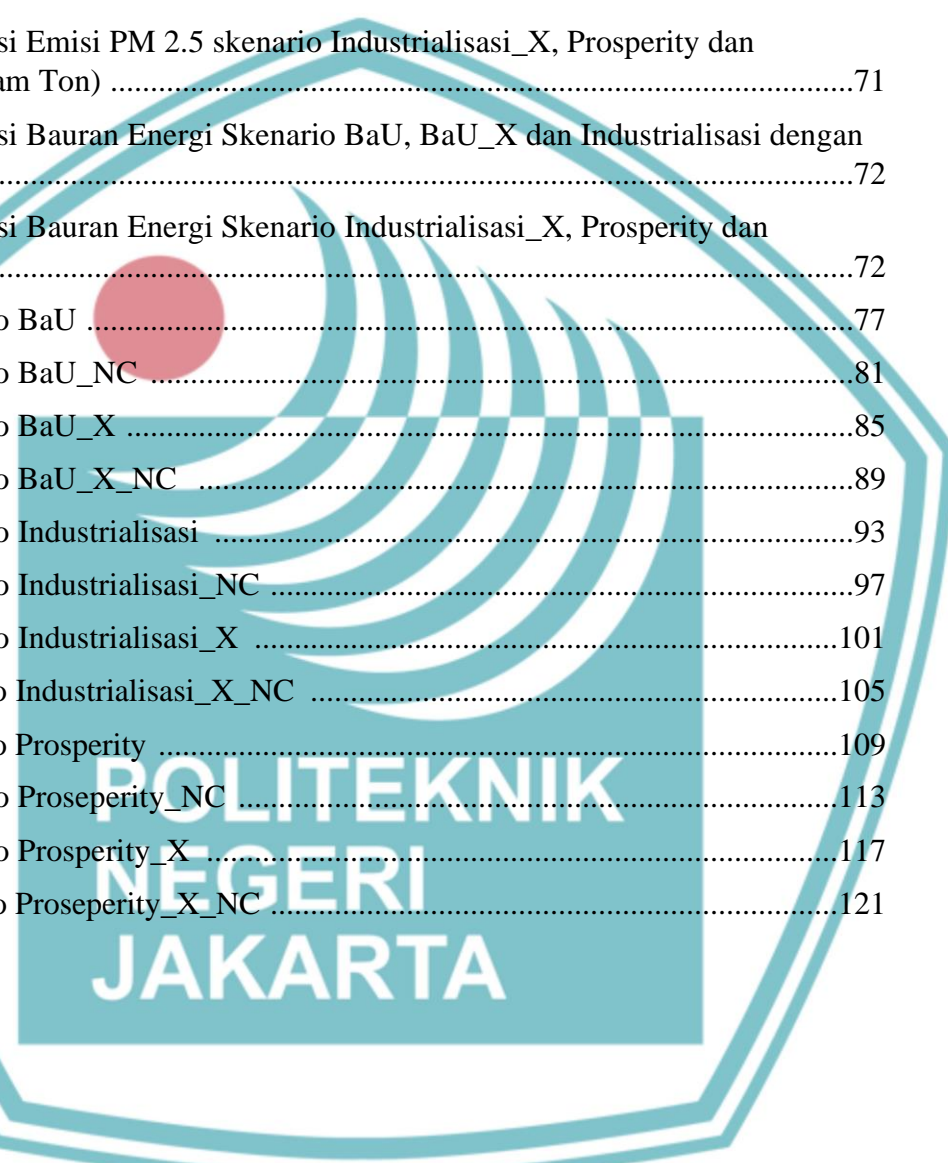 si Emisi PM 2.5 skenario Industrialisasi_X, Prosperity dan
am Ton) ........................................................................................71
si Bauran Energi Skenario BaU, BaU_X dan Industrialisasi dengan
.....................................................................................................72
si Bauran Energi Skenario Industrialisasi_X, Prosperity dan
.....................................................................................................72
o BaU ..........................................................................................77
o BaU_NC ...................................................................................81
o BaU_X ......................................................................................85
o BaU_X_NC ..............................................................................89
o Industrialisasi ............................................................................93
o Industrialisasi_NC ......................................................................97
o Industrialisasi_X ......................................................................101
o Industrialisasi_X_NC ...............................................................105
o Prosperity .................................................................................109
o Proseperity_NC ........................................................................113
o Prosperity_X ............................................................................117
o Proseperity_X_NC ....................................................................121
POLITEKNIK
NEGERI
JAKARTA